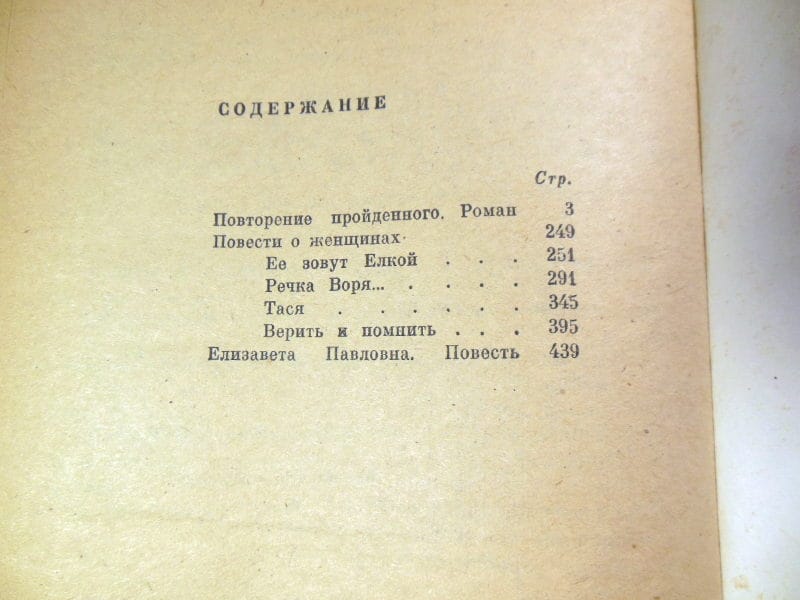 СОДЕРЖАНИЕ
Стр.
Повторение пройденного. Роман 3
Повести о женщинах 249
Ее зовут Елкой . . . 251
Речка Воря... . . . . 291
Тася . . . . . . 345
Верить и помнить . . . 395
Елизавета Павловна. Повесть 439